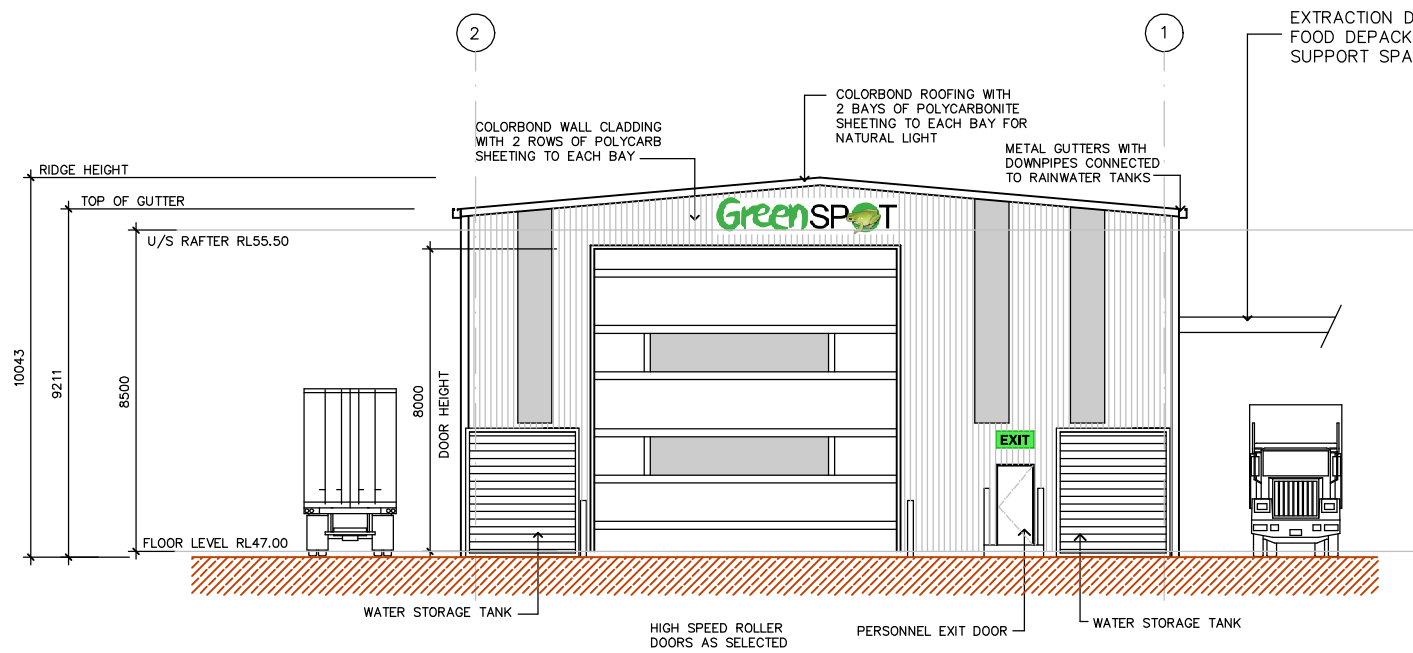 2
1
EXTRACTION D
FOOD DEPACK
SUPPORT SPA
COLORBOND ROOFING WITH
2 BAYS OF POLYCARBONITE
SHEETING TO EACH BAY FOR
NATURAL LIGHT
COLORBOND WALL CLADDING
WITH 2 ROWS OF POLYCARB
SHEETING TO EACH BAY
METAL GUTTERS WITH
DOWNPIPES CONNECTED
TO RAINWATER TANKS
RIDGE HEIGHT
TOP OF GUTTER
GreenSPOT
U/S RAFTER RL55.50
10043
9211
8500
8000
DOOR HEIGHT
EXIT
FLOOR LEVEL RL47.00
WATER STORAGE TANK
HIGH SPEED ROLLER
DOORS AS SELECTED
PERSONNEL EXIT DOOR
WATER STORAGE TANK